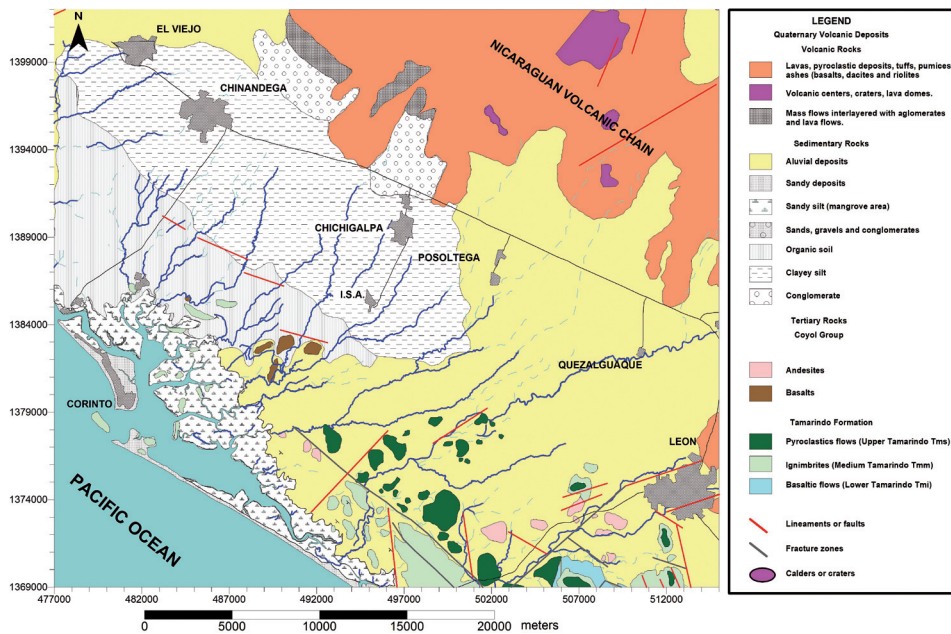 N
EL VIEJO
1399000
NICARAGUAN VOLCANIC CHAIN
CHINANDEGA
1394000
1389000
CHICHIGALPA
POSOLTEGA
I.S.A.
1384000
QUEZALGUAQUE
1379000
CORINTO
LEON
1374000
PACIFIC OCEAN
1369000
477000 482000 487000 492000 497000 502000 507000 512000
0 5000 10000 15000 20000 meters
LEGEND
Quaternary Volcanic Deposits
Volcanic Rocks
Lavas, pyroclastic deposits, tuffs, pumices
ashes (basalts, dacites and riolites
Volcanic centers, craters, lava domes.
Mass flows interlayered with aglomerates
and lava flows.
Sedimentary Rocks
Aluvial deposits
Sandy deposits
Sandy silt (mangrove area)
Sands, gravels and conglomerates
Organic soil
Clayey silt
Conglomerate
Tertiary Rocks
Coyol Group
Andesites
Basalts
Tamarindo Formation
Pyroclastics flows (Upper Tamarindo Tms)
Ignimbrites (Medium Tamarindo Tmm)
Basaltic flows (Lower Tamarindo Tmi)
Lineaments or faults
Fracture zones
Calders or craters